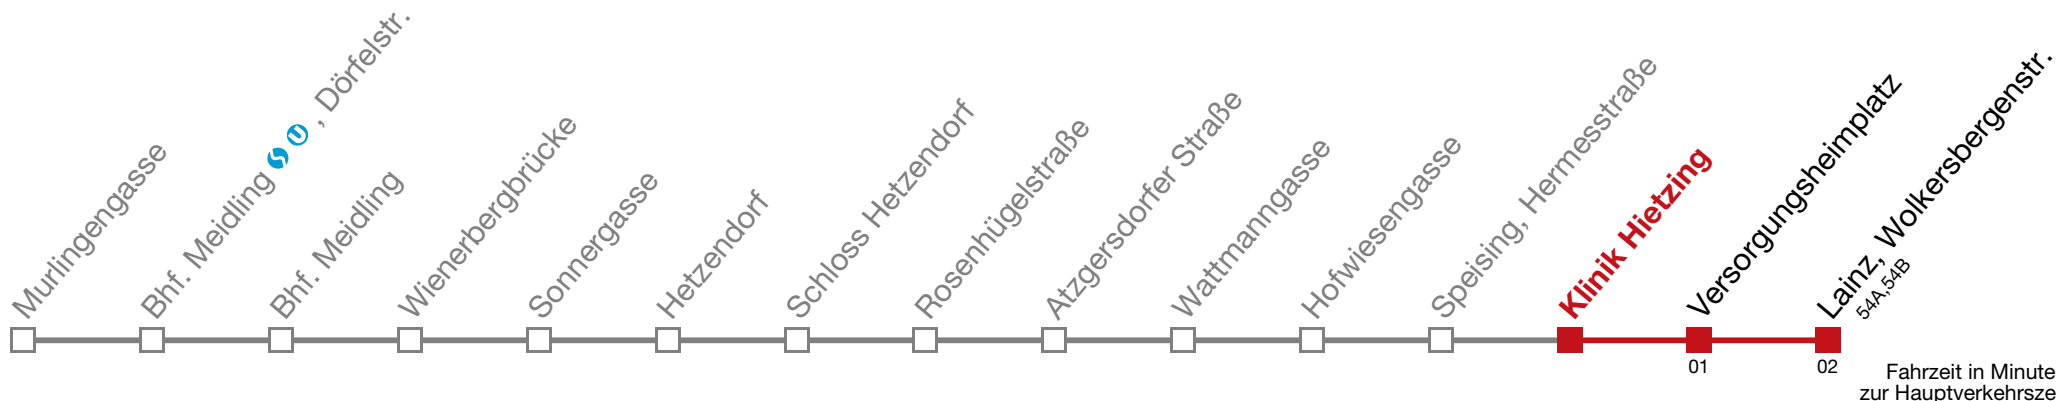 Murlingengasse
Bhf. Meidling S U , Dörfelstr.
Bhf. Meidling
Wienerbergbrücke
Sonnergasse
Hetzendorf
Schloss Hetzendorf
Rosenhügelstraße
Atzgersdorfer Straße
Wattmanngasse
Hofwiesengasse
Speising, Hermesstraße
Klinik Hietzing
Versorgungsheimplatz
Lainz, Wolkersbergenstr.
54A,54B
01
02
Fahrzeit in Minute
zur Hauptverkehrsze